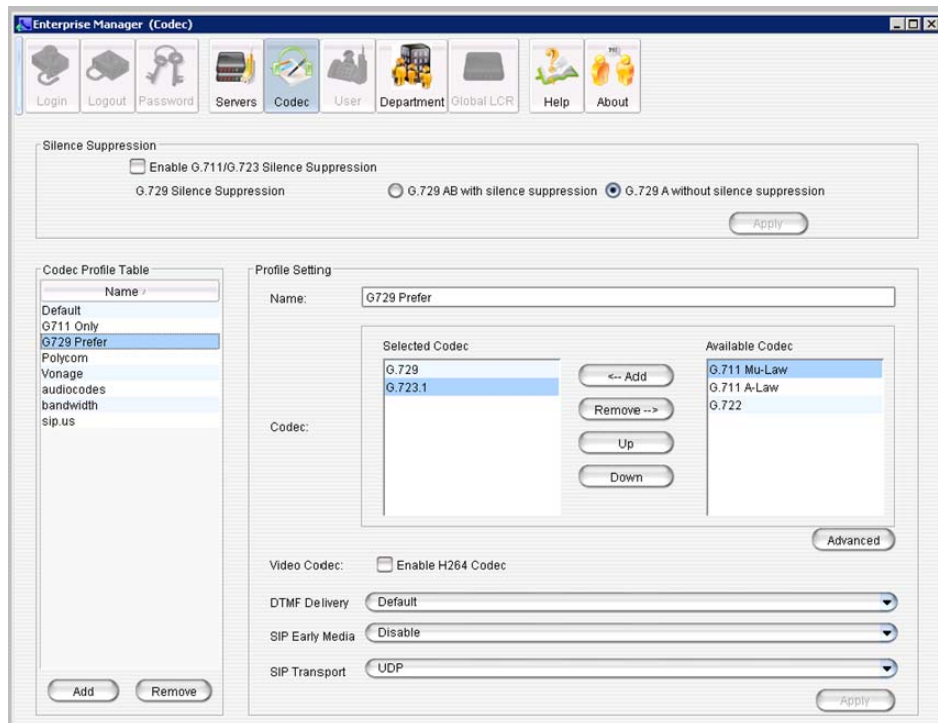 Enterprise Manager (Codec)
Login Logout Password Servers Codec User Department Global LCR Help About
Silence Suppression
Enable G.711/G.723 Silence Suppression
G.729 Silence Suppression G.729 AB with silence suppression G.729 A without silence suppression
Apply
Codec Profile Table
Name
Default
G711 Only
G729 Prefer
Polycom
Vonage
audiocodes
bandwidth
sip.us
Add Remove
Profile Setting
Name: G729 Prefer
Codec:
Selected Codec
G.729
G.723.1
<-- Add
Remove -->
Up
Down
Available Codec
G.711 Mu-Law
G.711 A-Law
G.722
Advanced
Video Codec: Enable H264 Codec
DTMF Delivery Default
SIP Early Media Disable
SIP Transport UDP
Apply